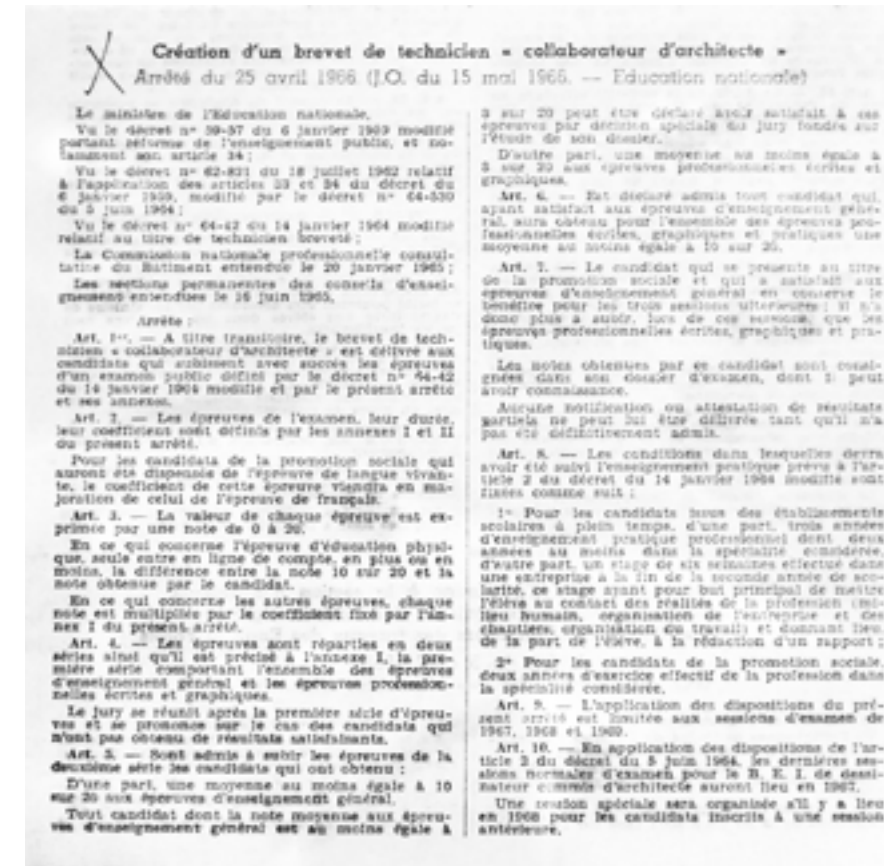 Création d'un brevet de technicien « collaborateur d'architecte »
Arrêté du 25 avril 1966 (J.O. du 15 mai 1966. — Education nationale)
Le ministre de l'Education nationale,
Vu le décret n° 59-57 du 6 janvier 1959 modifié
portant réforme de l'enseignement public, et no-
tamment son article 34 ;
Vu le décret n° 62-831 du 18 juillet 1962 relatif
à l'application des articles 33 et 34 du décret du
6 janvier 1959, modifié par le décret n° 64-530
du 5 juin 1964 ;
Vu le décret n° 64-42 du 14 janvier 1964 modifié
relatif au titre de technicien breveté ;
La Commission nationale professionnelle consul-
tative du Bâtiment entendue le 20 janvier 1965 ;
Les sections permanentes des conseils d'ensei-
gnement entendues le 16 juin 1965,
Arrête :
Art. 1er. — A titre transitoire, le brevet de tech-
nicien « collaborateur d'architecte » est délivré aux
candidats qui subissent avec succès les épreuves
d'un examen public défini par le décret n° 64-42
du 14 janvier 1964 modifié et par le présent arrêté
et ses annexes.
Art. 2. — Les épreuves de l'examen, leur durée,
leur coefficient sont définis par les annexes I et II
du présent arrêté.
Pour les candidats de la promotion sociale qui
auront été dispensés de l'épreuve de langue vivan-
te, le coefficient de cette épreuve viendra en ma-
joration de celui de l'épreuve de français.
Art. 3. — La valeur de chaque épreuve est ex-
primée par une note de 0 à 20.
En ce qui concerne l'épreuve d'éducation physi-
que, seule entre en ligne de compte, en plus ou en
moins, la différence entre la note 10 sur 20 et la
note obtenue par le candidat.
En ce qui concerne les autres épreuves, chaque
note est multipliée par le coefficient fixé par l'an-
nexe I du présent arrêté.
Art. 4. — Les épreuves sont réparties en deux
séries ainsi qu'il est précisé à l'annexe I, la pre-
mière série comportant l'ensemble des épreuves
d'enseignement général et les épreuves profession-
nelles écrites et graphiques.
Le jury se réunit après la première série d'épreu-
ves et se prononce sur le cas des candidats qui
n'ont pas obtenu de résultats satisfaisants.
Art. 5. — Sont admis à subir les épreuves de la
deuxième série les candidats qui ont obtenu :
D'une part, une moyenne au moins égale à 10
sur 20 aux épreuves d'enseignement général.
Tout candidat dont la note moyenne aux épreu-
ves d'enseignement général est au moins égale à
8 sur 20 peut être déclaré avoir satisfait à ces
épreuves par décision spéciale du jury fondée sur
l'étude de son dossier.
D'autre part, une moyenne au moins égale à
8 sur 20 aux épreuves professionnelles écrites et
graphiques.
Art. 6. — Est déclaré admis tout candidat qui,
ayant satisfait aux épreuves d'enseignement géné-
ral, aura obtenu pour l'ensemble des épreuves pro-
fessionnelles écrites, graphiques et pratiques une
moyenne au moins égale à 10 sur 20.
Art. 7. — Le candidat qui se présente au titre
de la promotion sociale et qui a satisfait aux
épreuves d'enseignement général en conserve le
bénéfice pour les trois sessions ultérieures ; il n'a
donc plus à subir, lors de ces sessions, que les
épreuves professionnelles écrites, graphiques et pra-
tiques.
Les notes obtenues par ce candidat sont consi-
gnées dans son dossier d'examen, dont il peut
avoir connaissance.
Aucune notification ou attestation de résultats
partiels ne peut lui être délivrée tant qu'il n'a
pas été définitivement admis.
Art. 8. — Les conditions dans lesquelles devra
avoir été suivi l'enseignement pratique prévu à l'ar-
ticle 2 du décret du 14 janvier 1964 modifié sont
fixées comme suit :
1° Pour les candidats issus des établissements
scolaires à plein temps, d'une part, trois années
d'enseignement pratique professionnel dont deux
années au moins dans la spécialité considérée,
d'autre part, un stage de six semaines effectué dans
une entreprise à la fin de la seconde année de sco-
larité, ce stage ayant pour but principal de mettre
l'élève au contact des réalités de la profession (mi-
lieu humain, organisation de l'entreprise et des
chantiers, organisation du travail) et donnant lieu,
de la part de l'élève, à la rédaction d'un rapport ;
2° Pour les candidats de la promotion sociale,
deux années d'exercice effectif de la profession dans
la spécialité considérée.
Art. 9. — L'application des dispositions du pré-
sent arrêté est limitée aux sessions d'examen de
1967, 1968 et 1969.
Art. 10. — En application des dispositions de l'ar-
ticle 2 du décret du 5 juin 1964, les dernières ses-
sions normales d'examen pour le B. E. I. de dessi-
nateur commis d'architecte auront lieu en 1967.
Une session spéciale sera organisée s'il y a lieu
en 1968 pour les candidats inscrits à une session
antérieure.